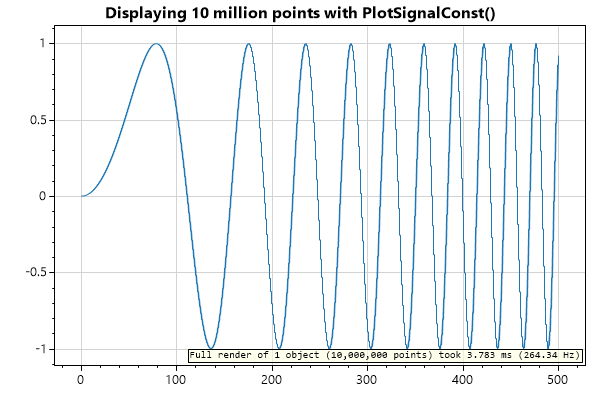 Displaying 10 million points with PlotSignalConst()
1
0.5
0
-0.5
-1
Full render of 1 object (10,000,000 points) took 3.783 ms (264.34 Hz)
0 100 200 300 400 500